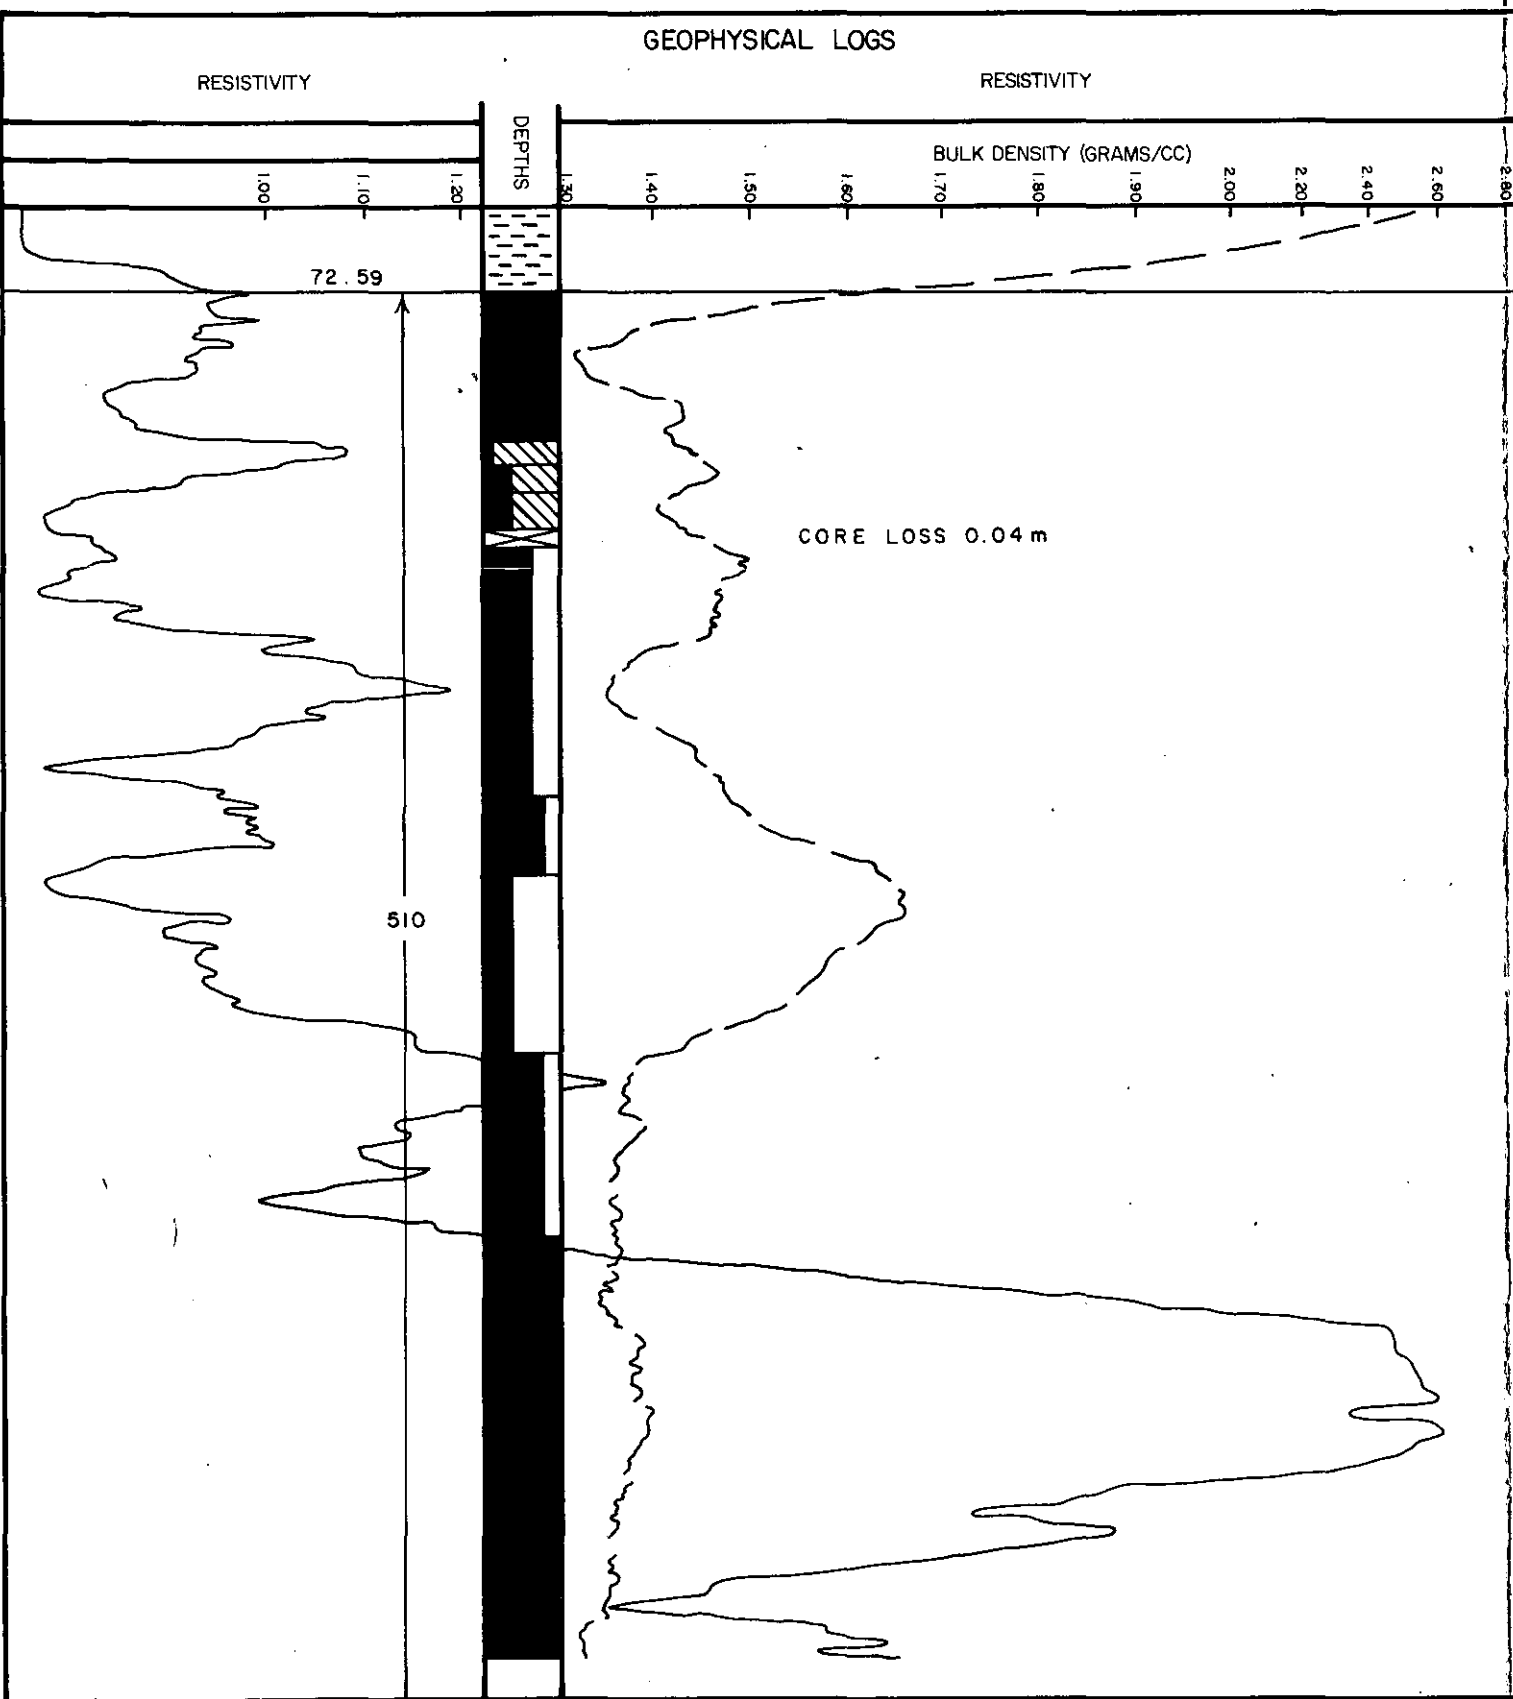 GEOPHYSICAL LOGS
RESISTIVITY
RESISTIVITY
DEPTHS
BULK DENSITY (GRAMS/CC)
1.00 1.10 1.20 1.30 1.40 1.50 1.60 1.70 1.80 1.90 2.00 2.20 2.40 2.60 2.80
72.59
CORE LOSS 0.04 m
510